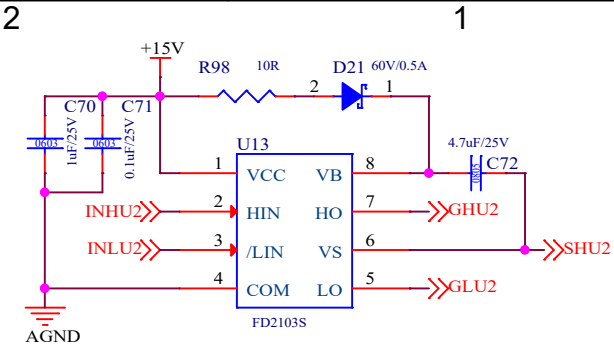 2 1
+15V
R98 10R D21 60V/0.5A
2 1
C70 C71
0603 0603
1uF/25V 0.1uF/25V
U13 4.7uF/25V
0805 C72
1 VCC VB 8
INHU2 2 HIN HO 7 GHU2
INLU2 3 /LIN VS 6 SHU2
4 COM LO 5 GLU2
FD2103S
AGND